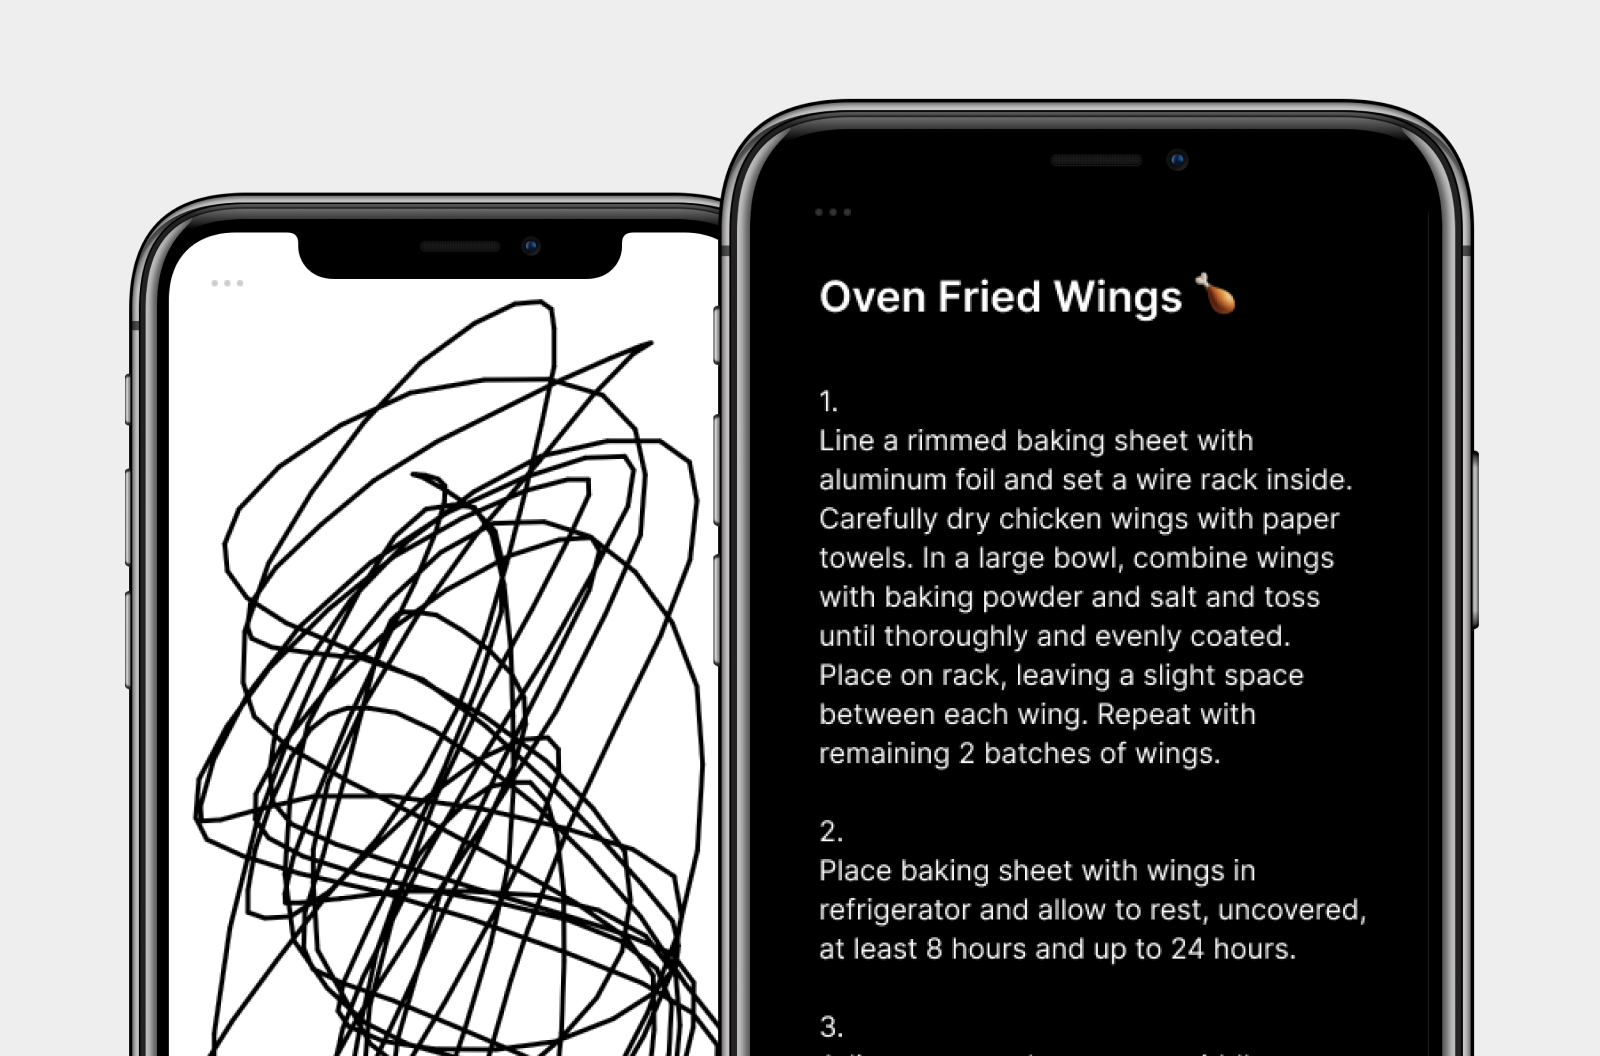 Oven Fried Wings 🍗
1.
Line a rimmed baking sheet with
aluminum foil and set a wire rack inside.
Carefully dry chicken wings with paper
towels. In a large bowl, combine wings
with baking powder and salt and toss
until thoroughly and evenly coated.
Place on rack, leaving a slight space
between each wing. Repeat with
remaining 2 batches of wings.
2.
Place baking sheet with wings in
refrigerator and allow to rest, uncovered,
at least 8 hours and up to 24 hours.
3.